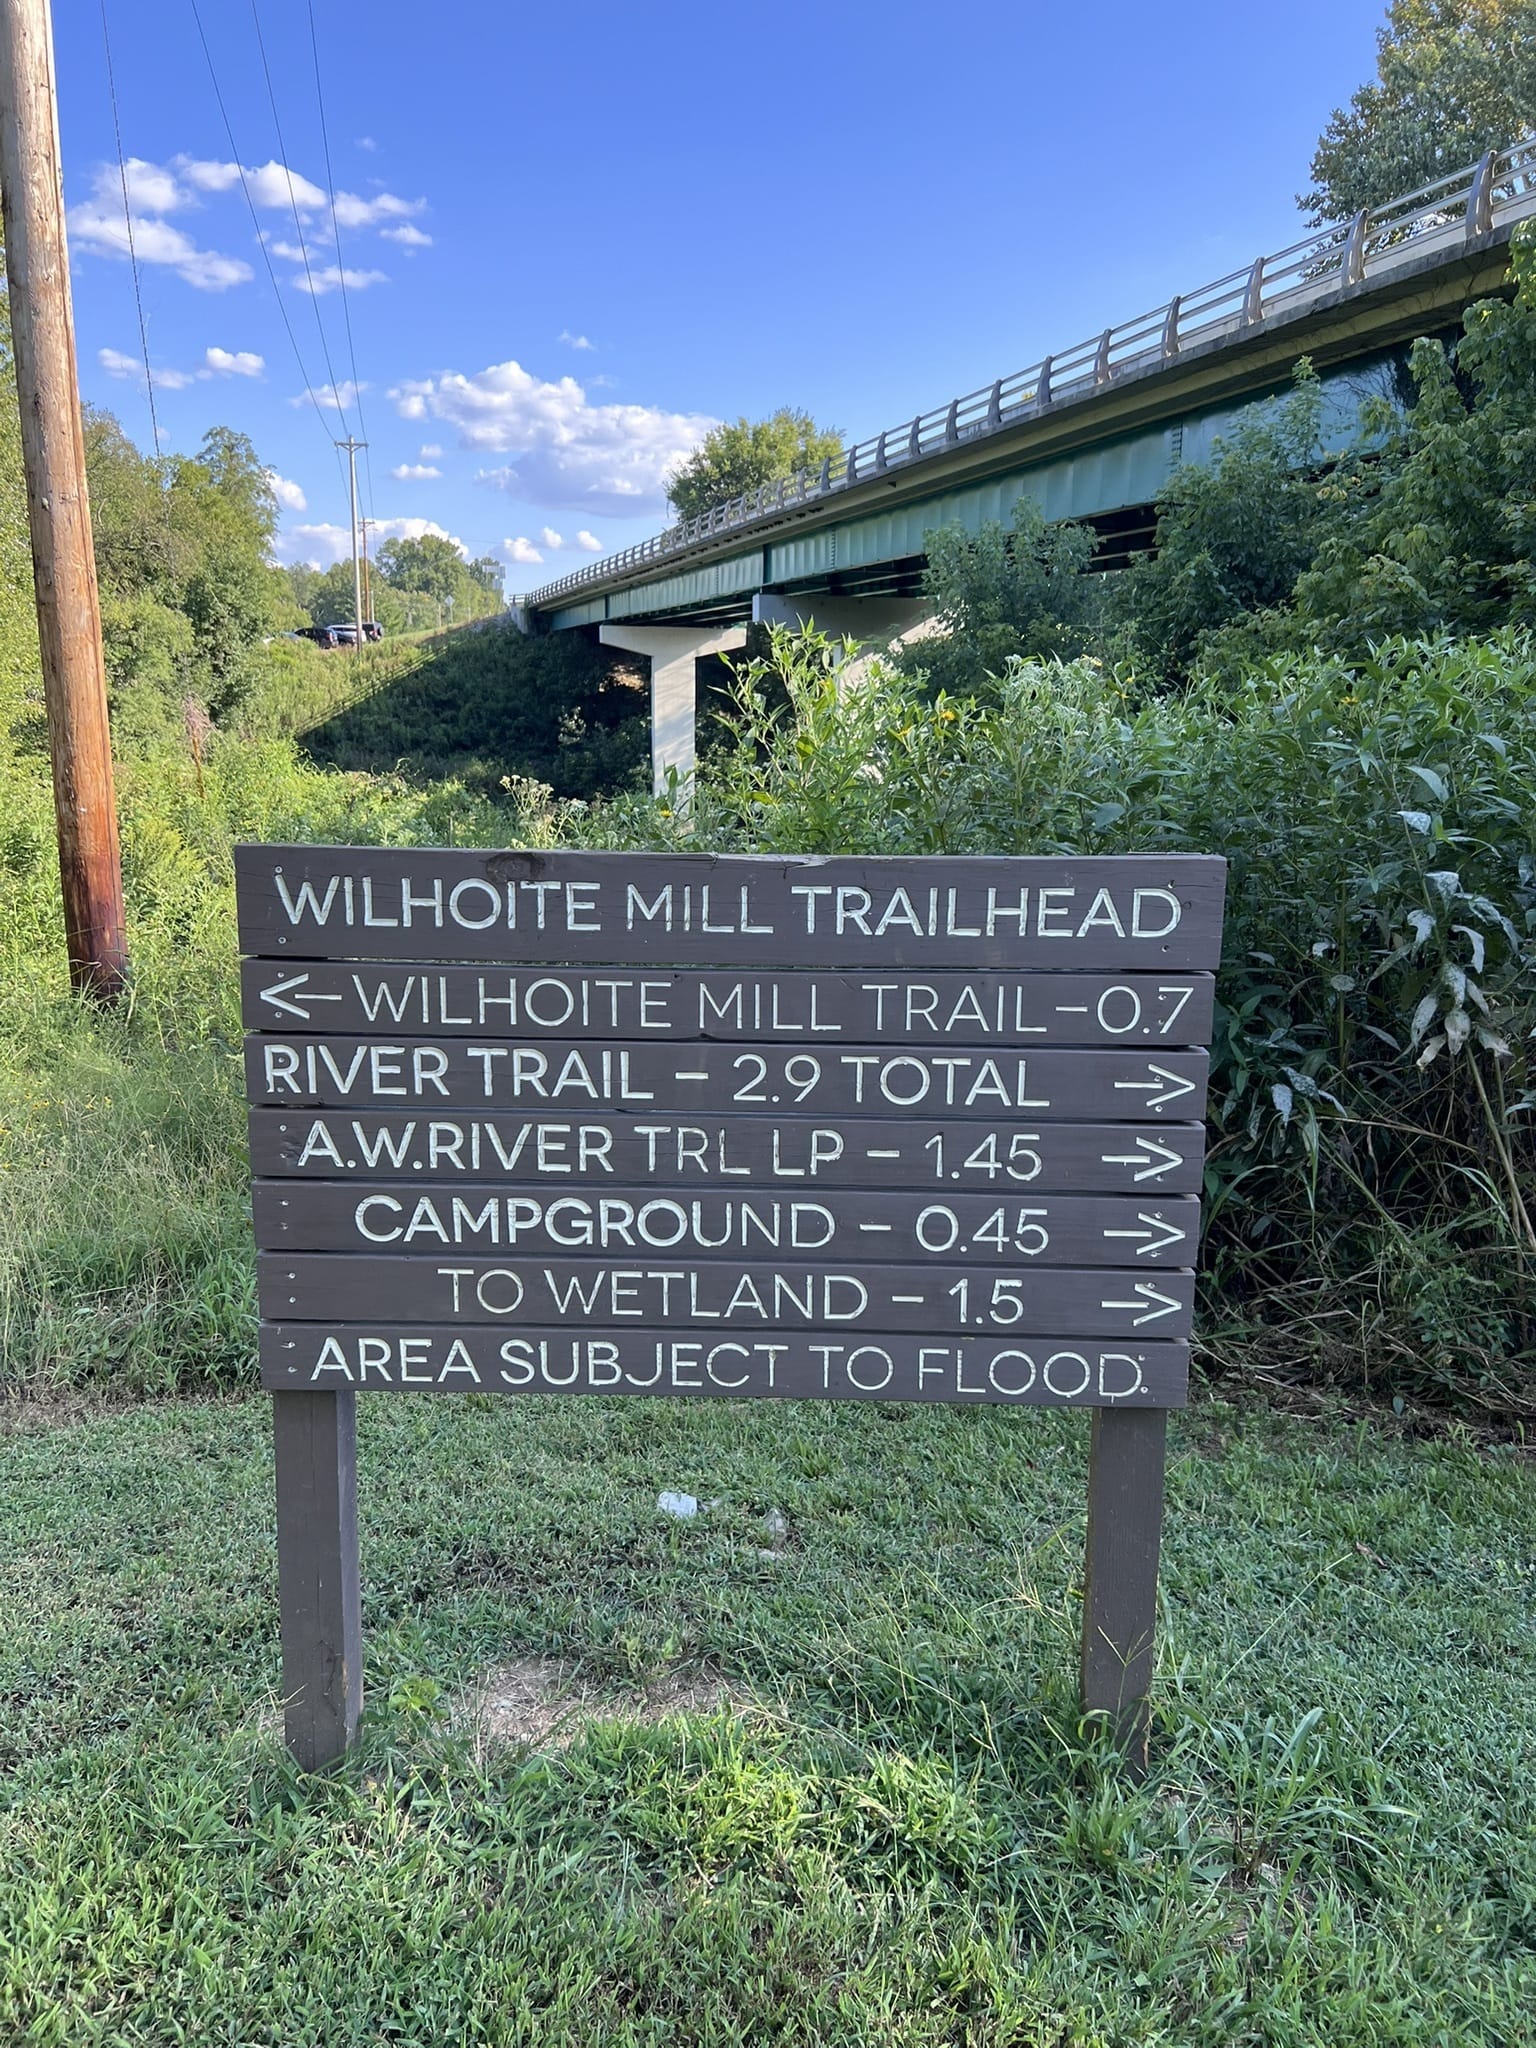 WILHOITE MILL TRAILHEAD
← WILHOITE MILL TRAIL - 0.7
RIVER TRAIL - 2.9 TOTAL →
A.W. RIVER TRL LP - 1.45 →
CAMPGROUND - 0.45 →
TO WETLAND - 1.5 →
AREA SUBJECT TO FLOOD.